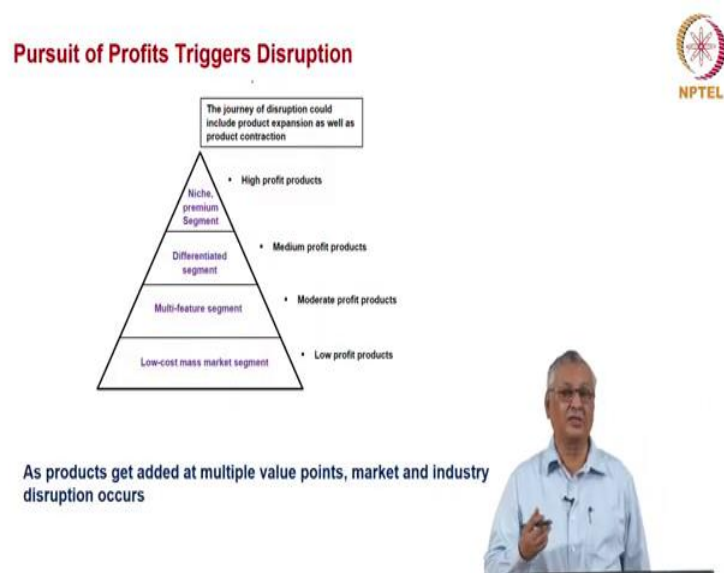 Pursuit of Profits Triggers Disruption
NPTEL
The journey of disruption could
include product expansion as well as
product contraction
• High profit products
Niche,
premium
Segment
• Medium profit products
Differentiated
segment
• Moderate profit products
Multi-feature segment
• Low profit products
Low-cost mass market segment
As products get added at multiple value points, market and industry
disruption occurs